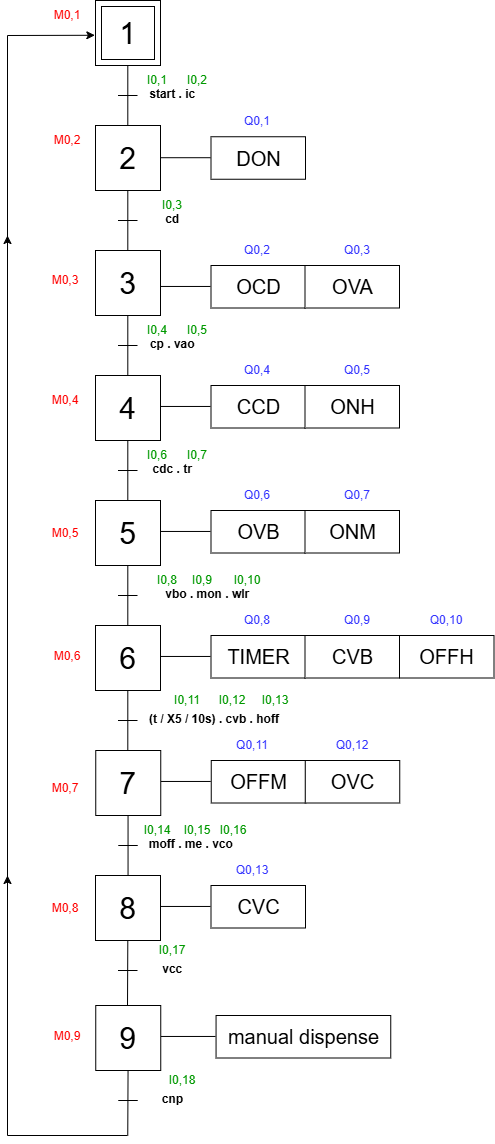 M0,1
1
I0,1 I0,2
start . ic
Q0,1
M0,2
2
DON
I0,3
cd
Q0,2 Q0,3
M0,3
3
OCD OVA
I0,4 I0,5
cp . vao
Q0,4 Q0,5
M0,4
4
CCD ONH
I0,6 I0,7
cdc . tr
Q0,6 Q0,7
M0,5
5
OVB ONM
I0,8 I0,9 I0,10
vbo . mon . wlr
Q0,8 Q0,9 Q0,10
M0,6
6
TIMER CVB OFFH
I0,11 I0,12 I0,13
(t / X5 / 10s) . cvb . hoff
Q0,11 Q0,12
M0,7
7
OFFM OVC
I0,14 I0,15 I0,16
moff . me . vco
Q0,13
M0,8
8
CVC
I0,17
vcc
M0,9
9
manual dispense
I0,18
cnp